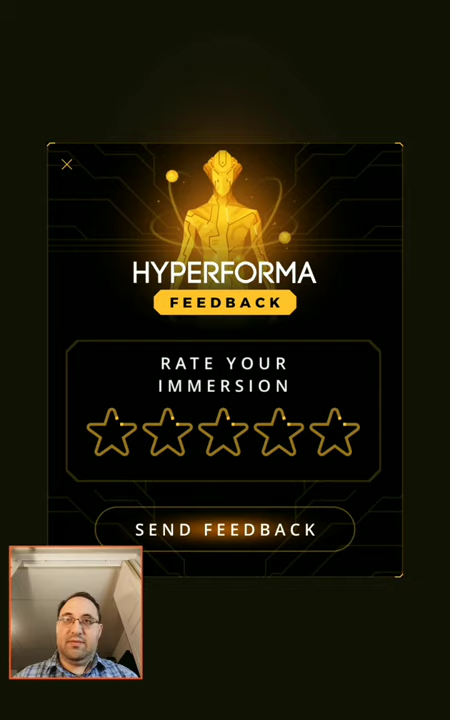 HYPERFORMA
FEEDBACK
RATE YOUR
IMMERSION
SEND FEEDBACK